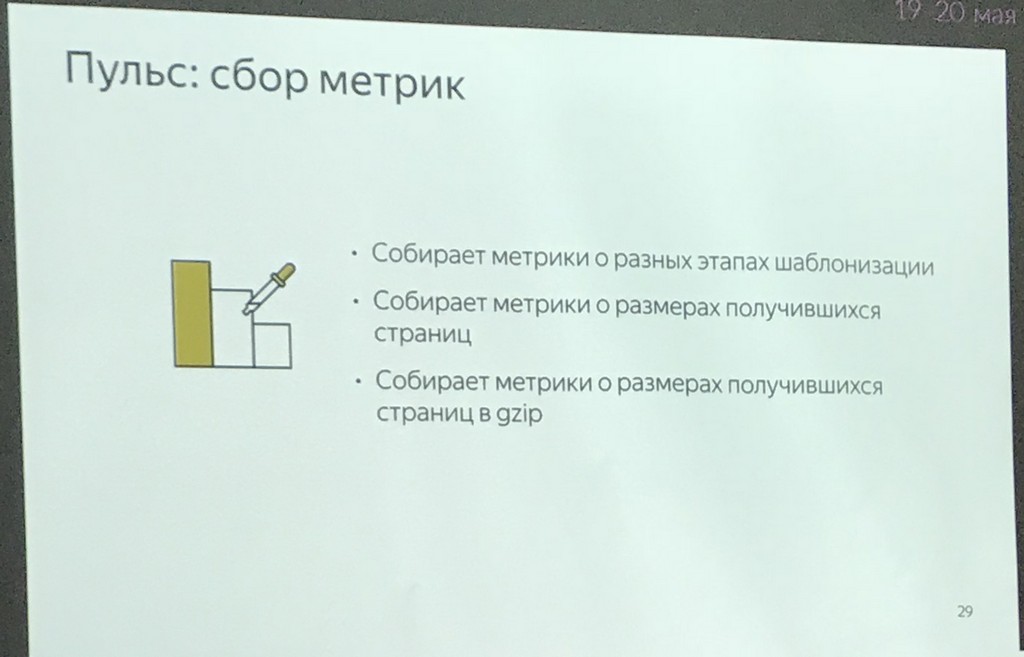 19 20 мая
Пульс: сбор метрик
• Собирает метрики о разных этапах шаблонизации
• Собирает метрики о размерах получившихся
страниц
• Собирает метрики о размерах получившихся
страниц в gzip
29